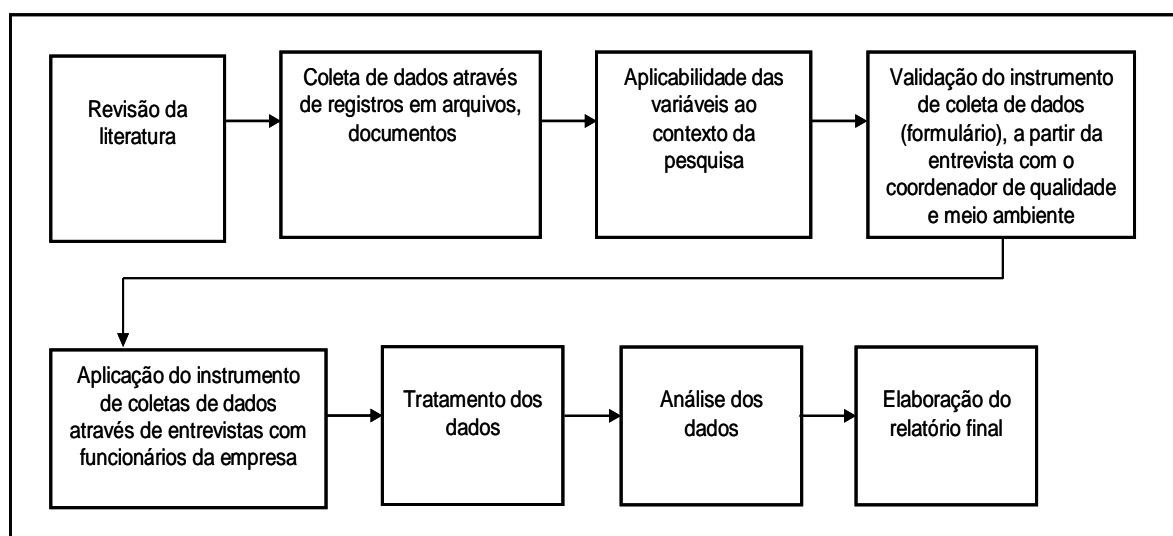 Revisão da
literatura
Coleta de dados através
de registros em arquivos,
documentos
Aplicabilidade das
variáveis ao
contexto da
pesquisa
Validação do instrumento
de coleta de dados
(formulário), a partir da
entrevista com o
coordenador de qualidade
e meio ambiente
Aplicação do instrumento
de coletas de dados
através de entrevistas com
funcionários da empresa
Tratamento dos
dados
Análise dos
dados
Elaboração do
relatório final